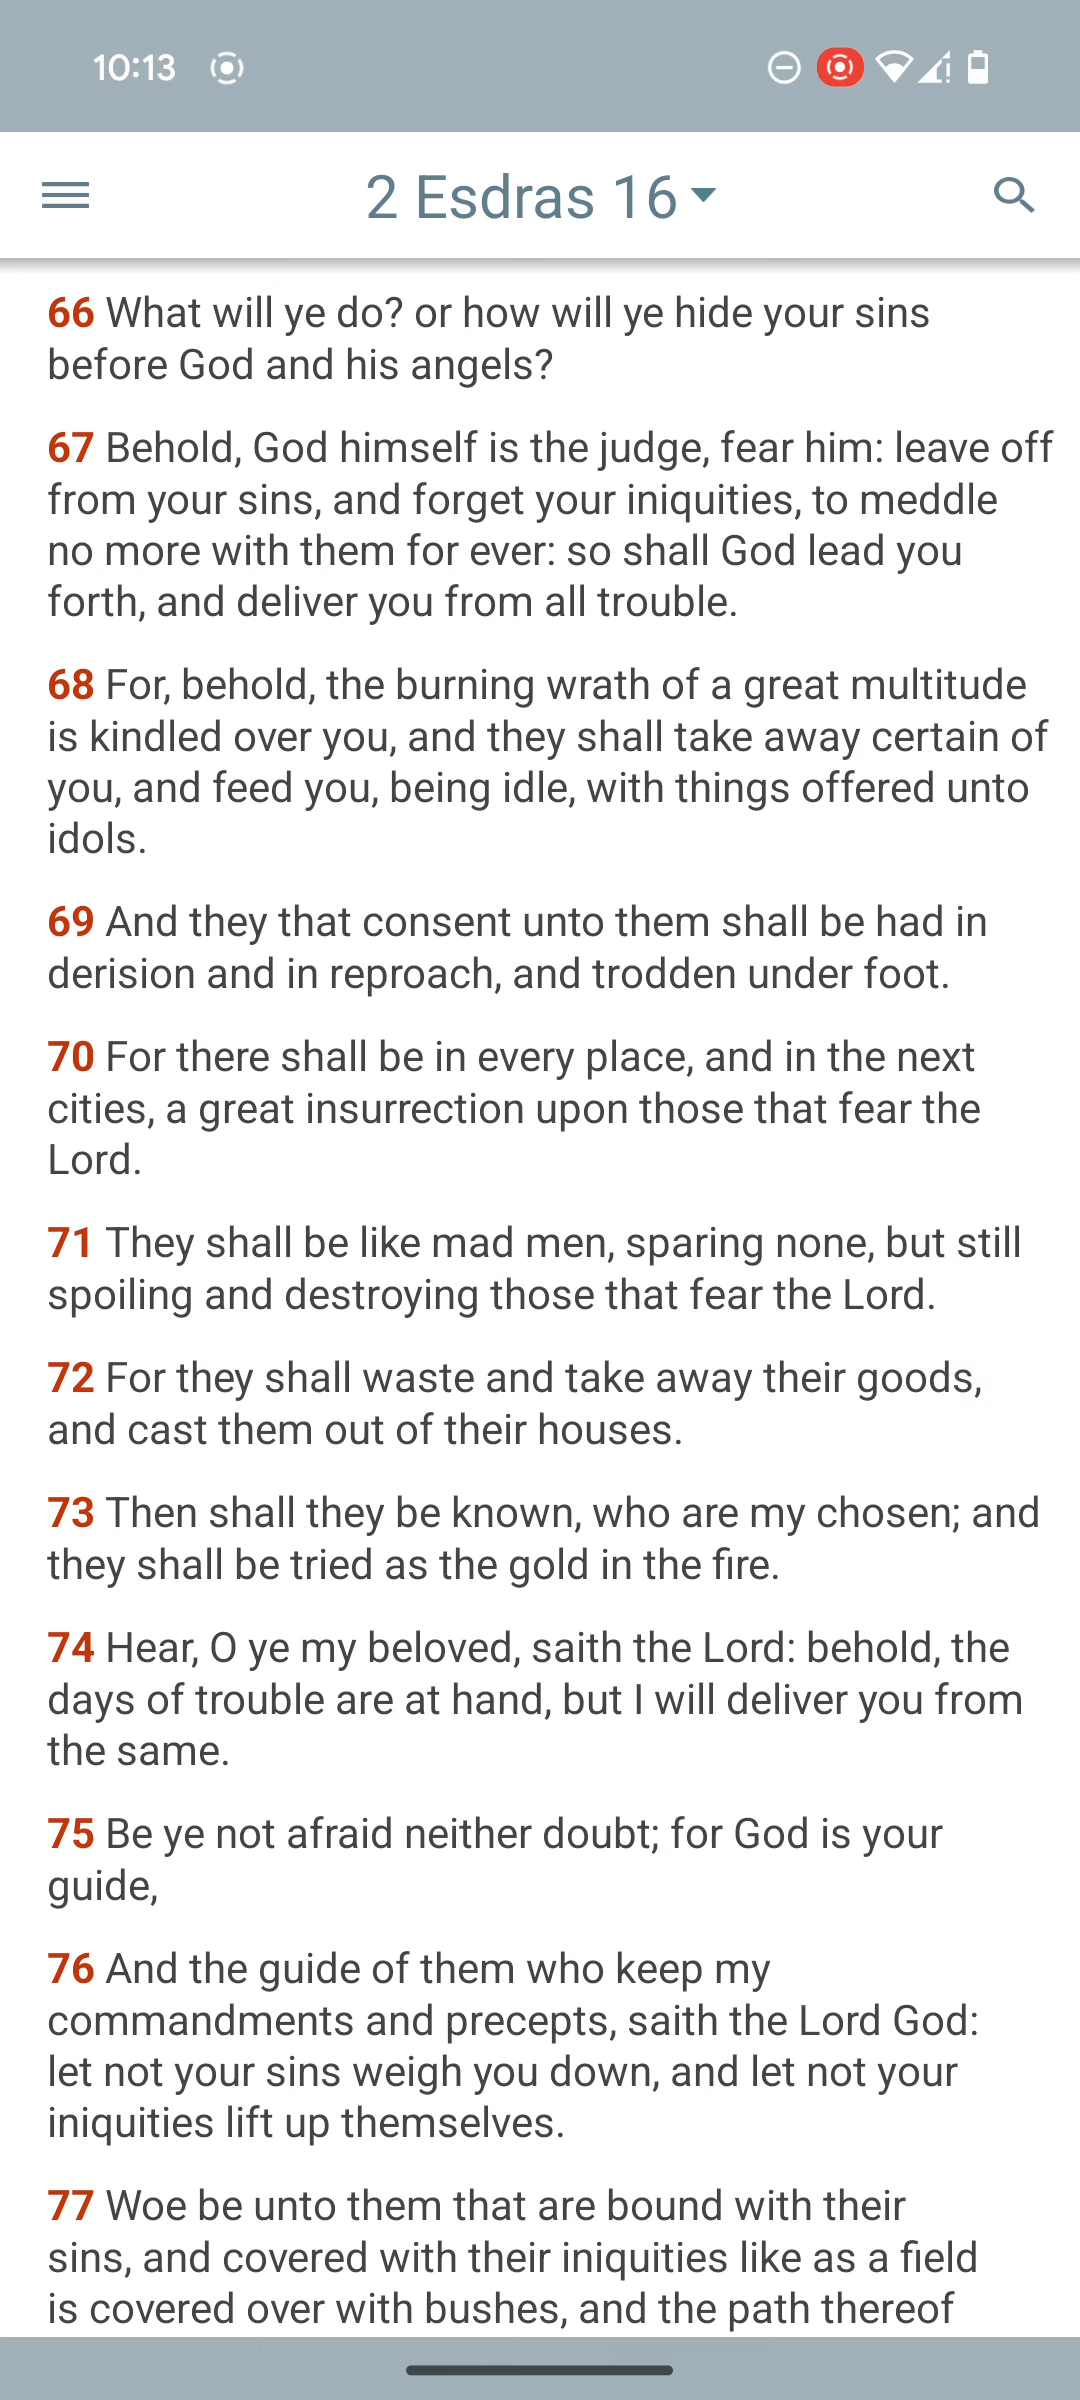 10:13
2 Esdras 16
66 What will ye do? or how will ye hide your sins
before God and his angels?
67 Behold, God himself is the judge, fear him: leave off
from your sins, and forget your iniquities, to meddle
no more with them for ever: so shall God lead you
forth, and deliver you from all trouble.
68 For, behold, the burning wrath of a great multitude
is kindled over you, and they shall take away certain of
you, and feed you, being idle, with things offered unto
idols.
69 And they that consent unto them shall be had in
derision and in reproach, and trodden under foot.
70 For there shall be in every place, and in the next
cities, a great insurrection upon those that fear the
Lord.
71 They shall be like mad men, sparing none, but still
spoiling and destroying those that fear the Lord.
72 For they shall waste and take away their goods,
and cast them out of their houses.
73 Then shall they be known, who are my chosen; and
they shall be tried as the gold in the fire.
74 Hear, O ye my beloved, saith the Lord: behold, the
days of trouble are at hand, but I will deliver you from
the same.
75 Be ye not afraid neither doubt; for God is your
guide,
76 And the guide of them who keep my
commandments and precepts, saith the Lord God:
let not your sins weigh you down, and let not your
iniquities lift up themselves.
77 Woe be unto them that are bound with their
sins, and covered with their iniquities like as a field
is covered over with bushes, and the path thereof